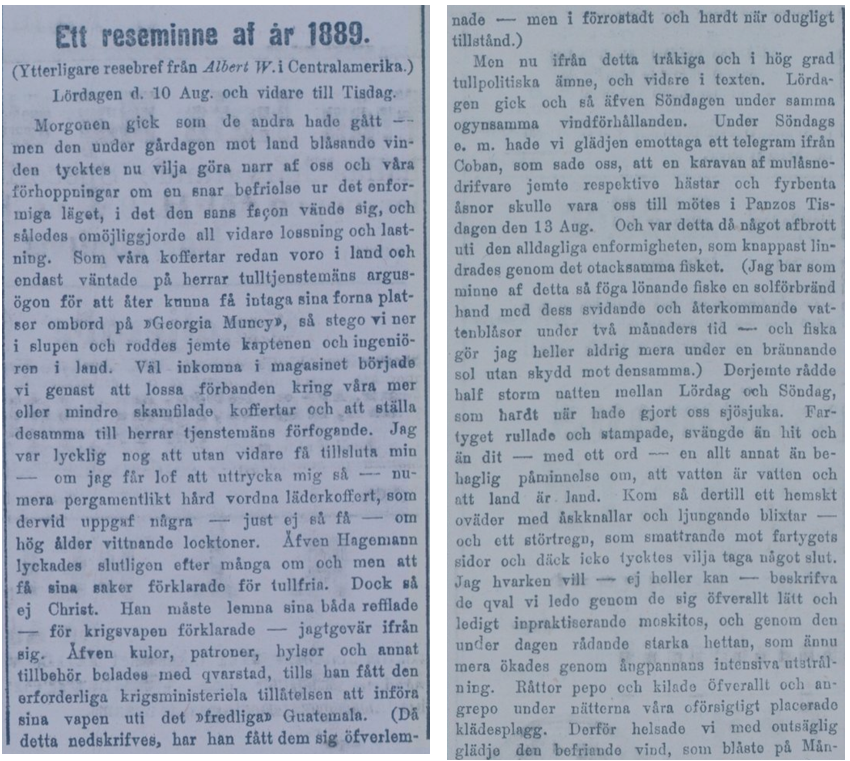 Ett reseminne af år 1889.
(Ytterligare resebref från Albert W. i Centralamerika.)
Lördagen d. 10 Aug. och vidare till Tisdag.
Morgonen gick som de andra hade gått —
men den under gårdagen mot land blåsande vin-
den tycktes nu vilja göra narr af oss och våra
förhoppningar om en snar befrielse ur det enfor-
miga läget, i det den sans façon vände sig, och
således omöjliggjorde all vidare lossning och last-
ning. Som våra koffertar redan voro i land och
endast väntade på herrar tulltjenstemäns argus-
ögon för att åter kunna få intaga sina forna plat-
ser ombord på »Georgia Muncy», så stego vi ner
i slupen och roddes jemte kaptenen och ingeniö-
ren i land. Väl inkomna i magasinet började
vi genast att lossa förbanden kring våra mer
eller mindre skamfilade koffertar och att ställa
desamma till herrar tjenstemäns förfogande. Jag
var lycklig nog att utan vidare få tillsluta min
— om jag får lof att uttrycka mig så — nu-
mera pergamentlikt hård vordna läderkoffert, som
dervid uppgaf några — just ej så få — om
hög ålder vittnande locktoner. Äfven Hagemann
lyckades slutligen efter många om och men att
få sina saker förklarade för tullfria. Dock så
ej Christ. Han måste lemna sina båda refflade
— för krigsvapen förklarade — jagtgevär ifrån
sig. Äfven kulor, patroner, hylsor och annat
tillbehör belades med qvarstad, tills han fått den
erforderliga krigsministeriela tillåtelsen att införa
sina vapen uti det »fredliga» Guatemala. (Då
detta nedskrifves, har han fått dem sig öfverlem-
nade — men i förrostadt och hardt när odugligt
tillstånd.)
Men nu ifrån detta tråkiga och i hög grad
tullpolitiska ämne, och vidare i texten. Lörda-
gen gick och så äfven Söndagen under samma
ogynsamma vindförhållanden. Under Söndags
e. m. hade vi glädjen emottaga ett telegram ifrån
Coban, som sade oss, att en karavan af mulåsne-
drifvare jemte respektive hästar och fyrbenta
åsnor skulle vara oss till mötes i Panzos Tis-
dagen den 13 Aug. Och var detta då något afbrott
uti den alldagliga enformigheten, som knappast lin-
drades genom det otacksamma fisket. (Jag bar som
minne af detta så föga lönande fiske en solförbränd
hand med dess svidande och återkommande vat-
tenblåsor under två månaders tid — och fiska
gör jag heller aldrig mera under en brännande
sol utan skydd mot densamma.) Derjemte rådde
half storm natten mellan Lördag och Söndag,
som hardt när hade gjort oss sjösjuka. Far-
tyget rullade och stampade, svängde än hit och
än dit — med ett ord — en allt annat än be-
haglig påminnelse om, att vatten är vatten och
att land är land. Kom så dertill ett hemskt
oväder med åskknallar och ljungande blixtar —
och ett störtregn, som smattrande mot fartygets
sidor och däck icke tycktes vilja taga något slut.
Jag hvarken vill — ej heller kan — beskrifva
de qval vi ledo genom de sig öfverallt lätt och
ledigt inpraktiserande moskitos, och genom den
under dagen rådande starka hettan, som ännu
mera ökades genom ångpannans intensiva utstrål-
ning. Råttor pepo och kilade öfverallt och an-
grepo under nätterna våra oförsigtigt placerade
klädesplagg. Derför helsade vi med outsäglig
glädje den befriande vind, som blåste på Mån-